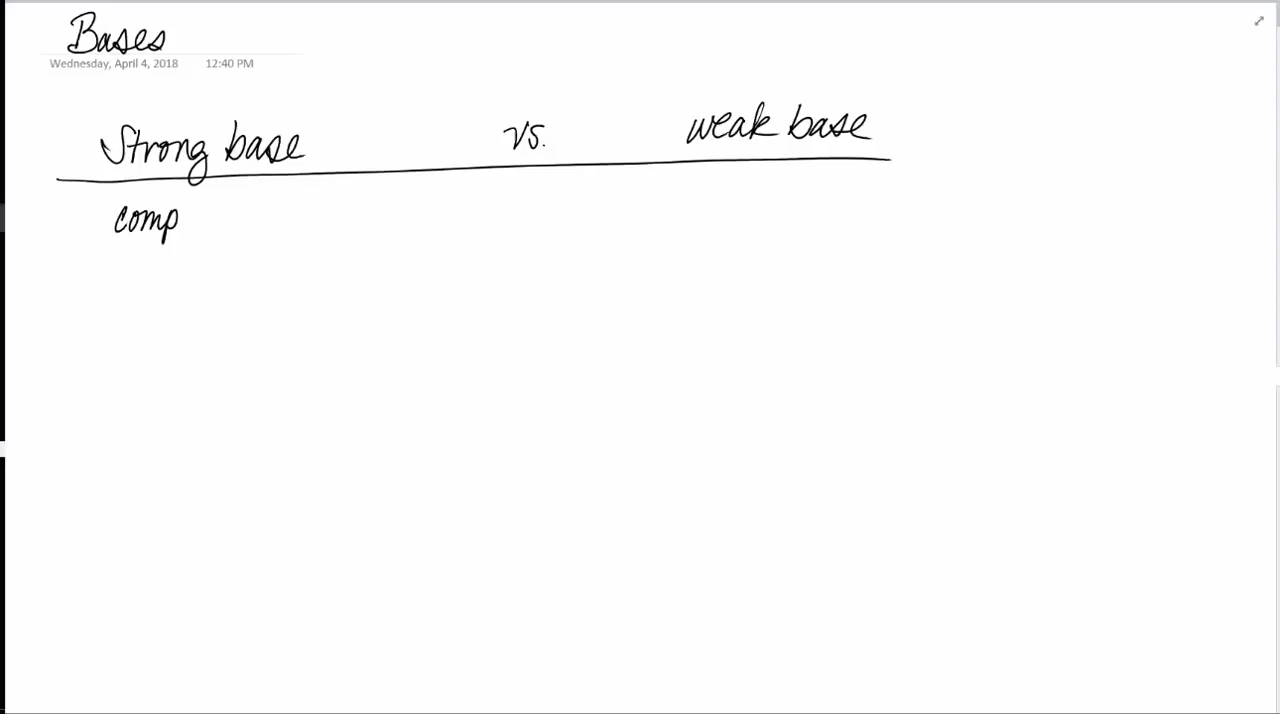 Bases
Wednesday, April 4, 2018 12:40 PM
Strong base vs. weak base
comp